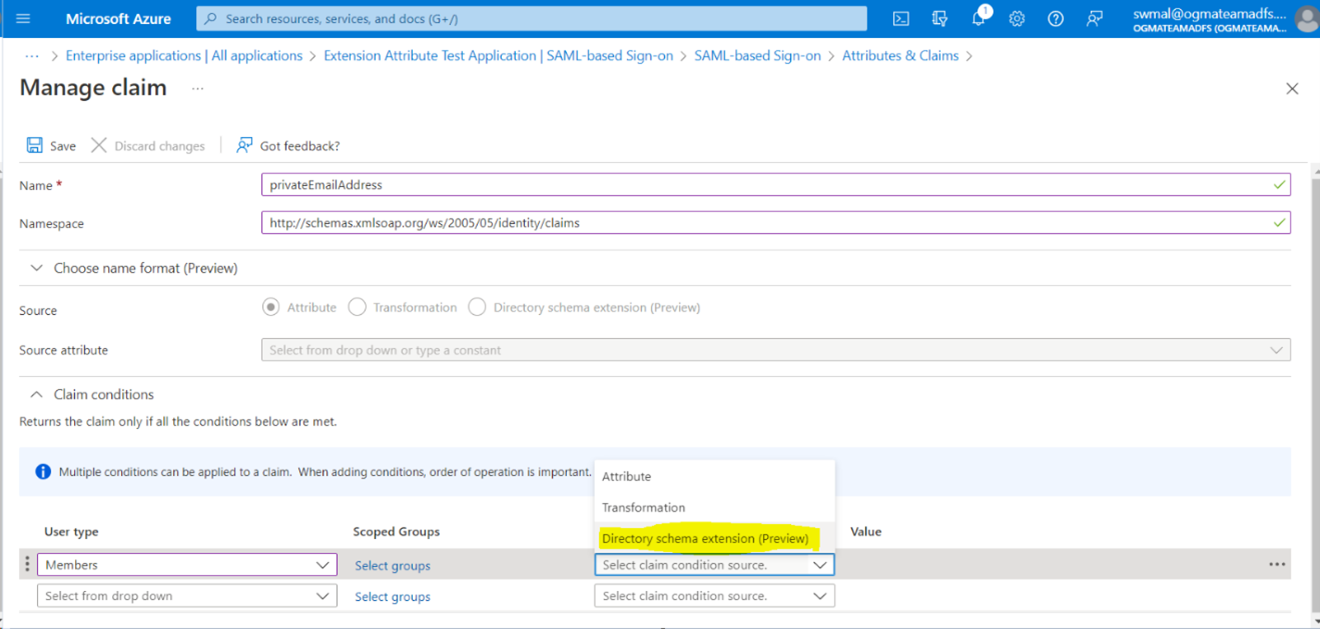 Microsoft Azure
Search resources, services, and docs (G+/)
1
swmal@ogmateamadfs....
OGMATEAMADFS (OGMATEAMA...
... > Enterprise applications | All applications > Extension Attribute Test Application | SAML-based Sign-on > SAML-based Sign-on > Attributes & Claims >
Manage claim ...
Save Discard changes Got feedback?
Name * privateEmailAddress
Namespace http://schemas.xmlsoap.org/ws/2005/05/identity/claims
Choose name format (Preview)
Source Attribute Transformation Directory schema extension (Preview)
Source attribute Select from drop down or type a constant
Claim conditions
Returns the claim only if all the conditions below are met.
Multiple conditions can be applied to a claim. When adding conditions, order of operation is important.
Attribute
Transformation
Directory schema extension (Preview)
User type Scoped Groups Value
Members Select groups Select claim condition source. ...
Select from drop down Select groups Select claim condition source.